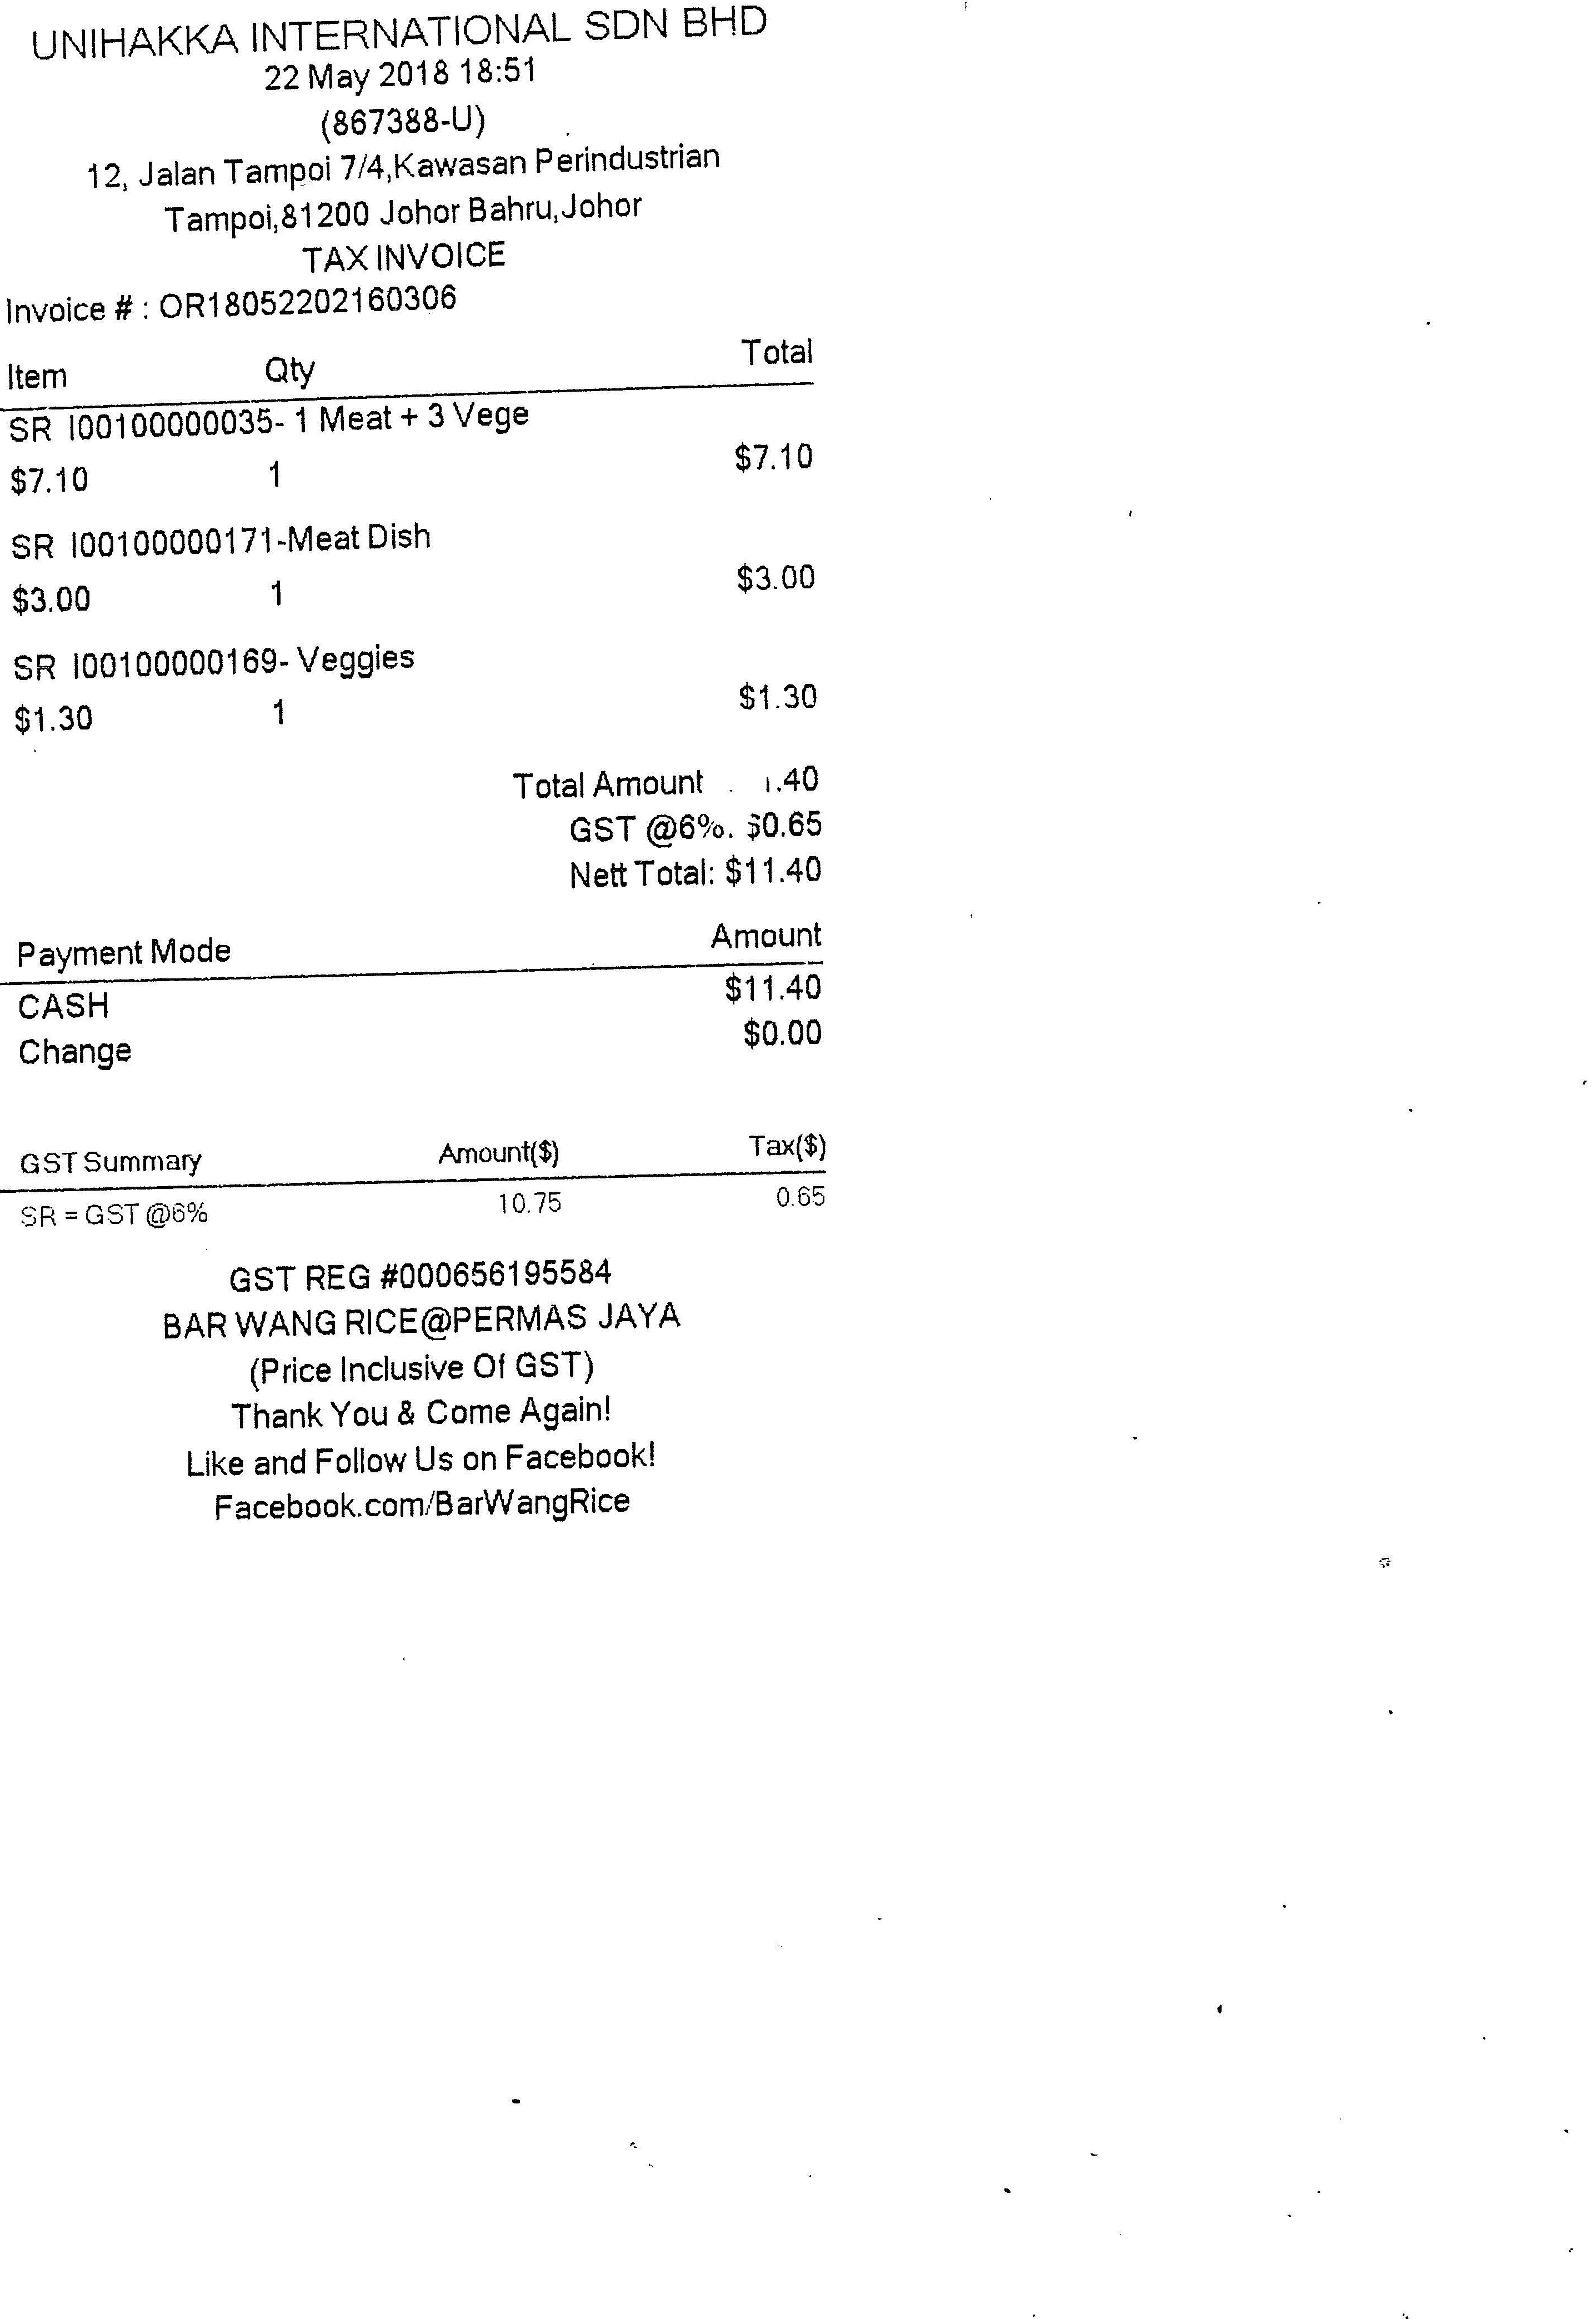 UNIHAKKA INTERNATIONAL SDN BHD
22 May 2018 18:51
(867388-U)
12, Jalan Tampoi 7/4,Kawasan Perindustrian
Tampoi,81200 Johor Bahru,Johor
TAX INVOICE
Invoice # : OR18052202160306
Item Qty Total
SR I00100000035- 1 Meat + 3 Vege
$7.10 1 $7.10
SR I00100000171-Meat Dish
$3.00 1 $3.00
SR I00100000169- Veggies
$1.30 1 $1.30
Total Amount
GST @6%. $0.65
Nett Total: $11.40
Payment Mode Amount
CASH $11.40
Change $0.00
GST Summary Amount($) Tax($)
SR = GST @6% 10.75 0.65
GST REG #000656195584
BAR WANG RICE@PERMAS JAYA
(Price Inclusive Of GST)
Thank You & Come Again!
Like and Follow Us on Facebook!
Facebook.com/BarWangRice